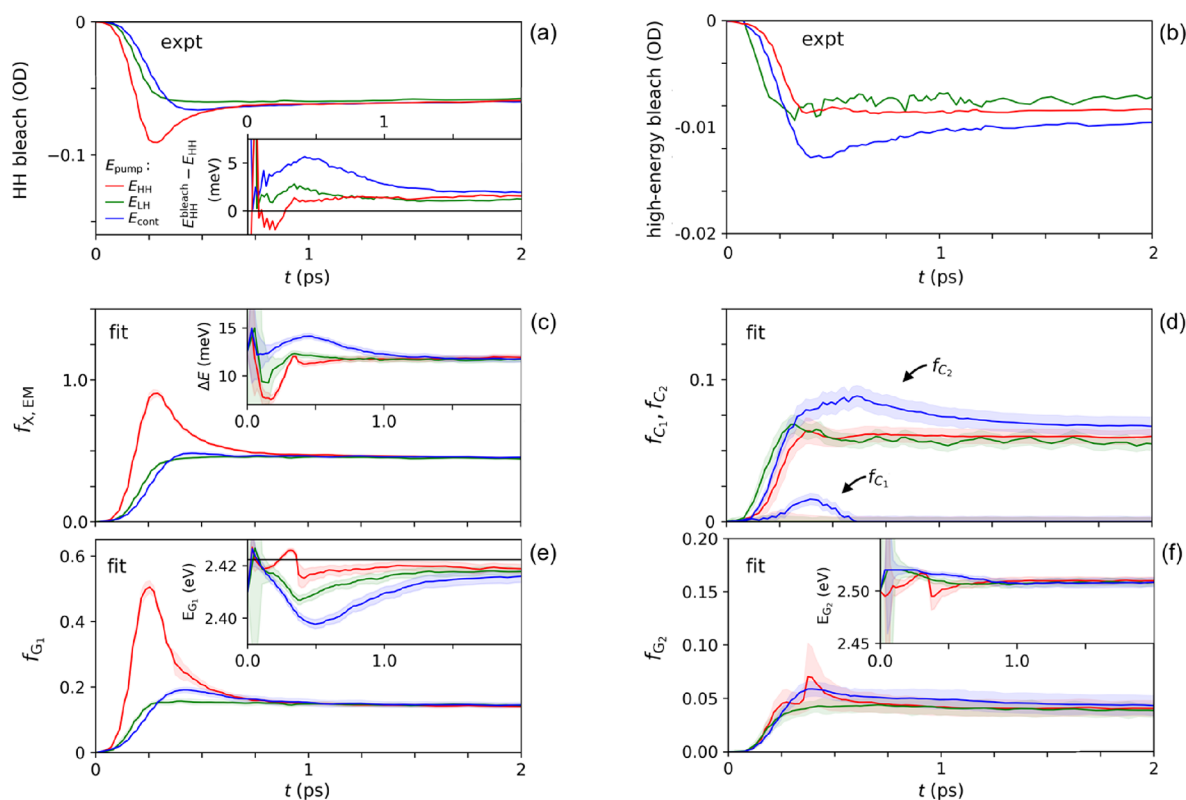 (a)
expt
HH bleach (OD)
0
−0.1
E_pump :
E_HH
E_LH
E_cont
0 1
E_HH^bleach − E_HH
(meV)
5
0
0 1 2
t (ps)
(b)
expt
high-energy bleach (OD)
0
-0.01
-0.02
0 1 2
t (ps)
(c)
fit
f_X, EM
1.0
0.0
ΔE (meV)
15
10
0.0 1.0
(d)
fit
f_C1, f_C2
0.1
0
f_C2
f_C1
(e)
fit
f_G1
0.6
0.4
0.2
0
E_G1 (eV)
2.42
2.40
0.0 1.0
0 1 2
t (ps)
(f)
fit
f_G2
0.20
0.15
0.10
0.05
0.00
E_G2 (eV)
2.50
2.45
0.0 1.0
0 1 2
t (ps)